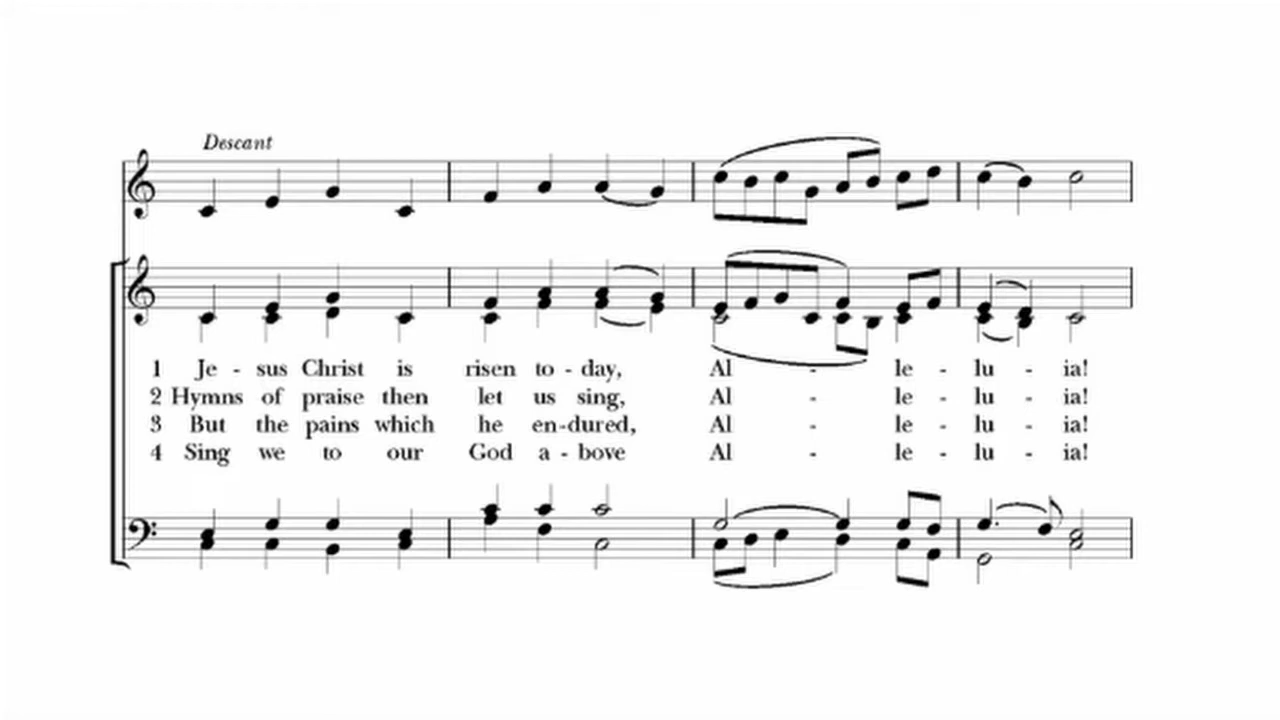 Descant
1 Je - sus Christ is risen to - day, Al - le - lu - ia!
2 Hymns of praise then let us sing, Al - le - lu - ia!
3 But the pains which he en-dured, Al - le - lu - ia!
4 Sing we to our God a - bove Al - le - lu - ia!